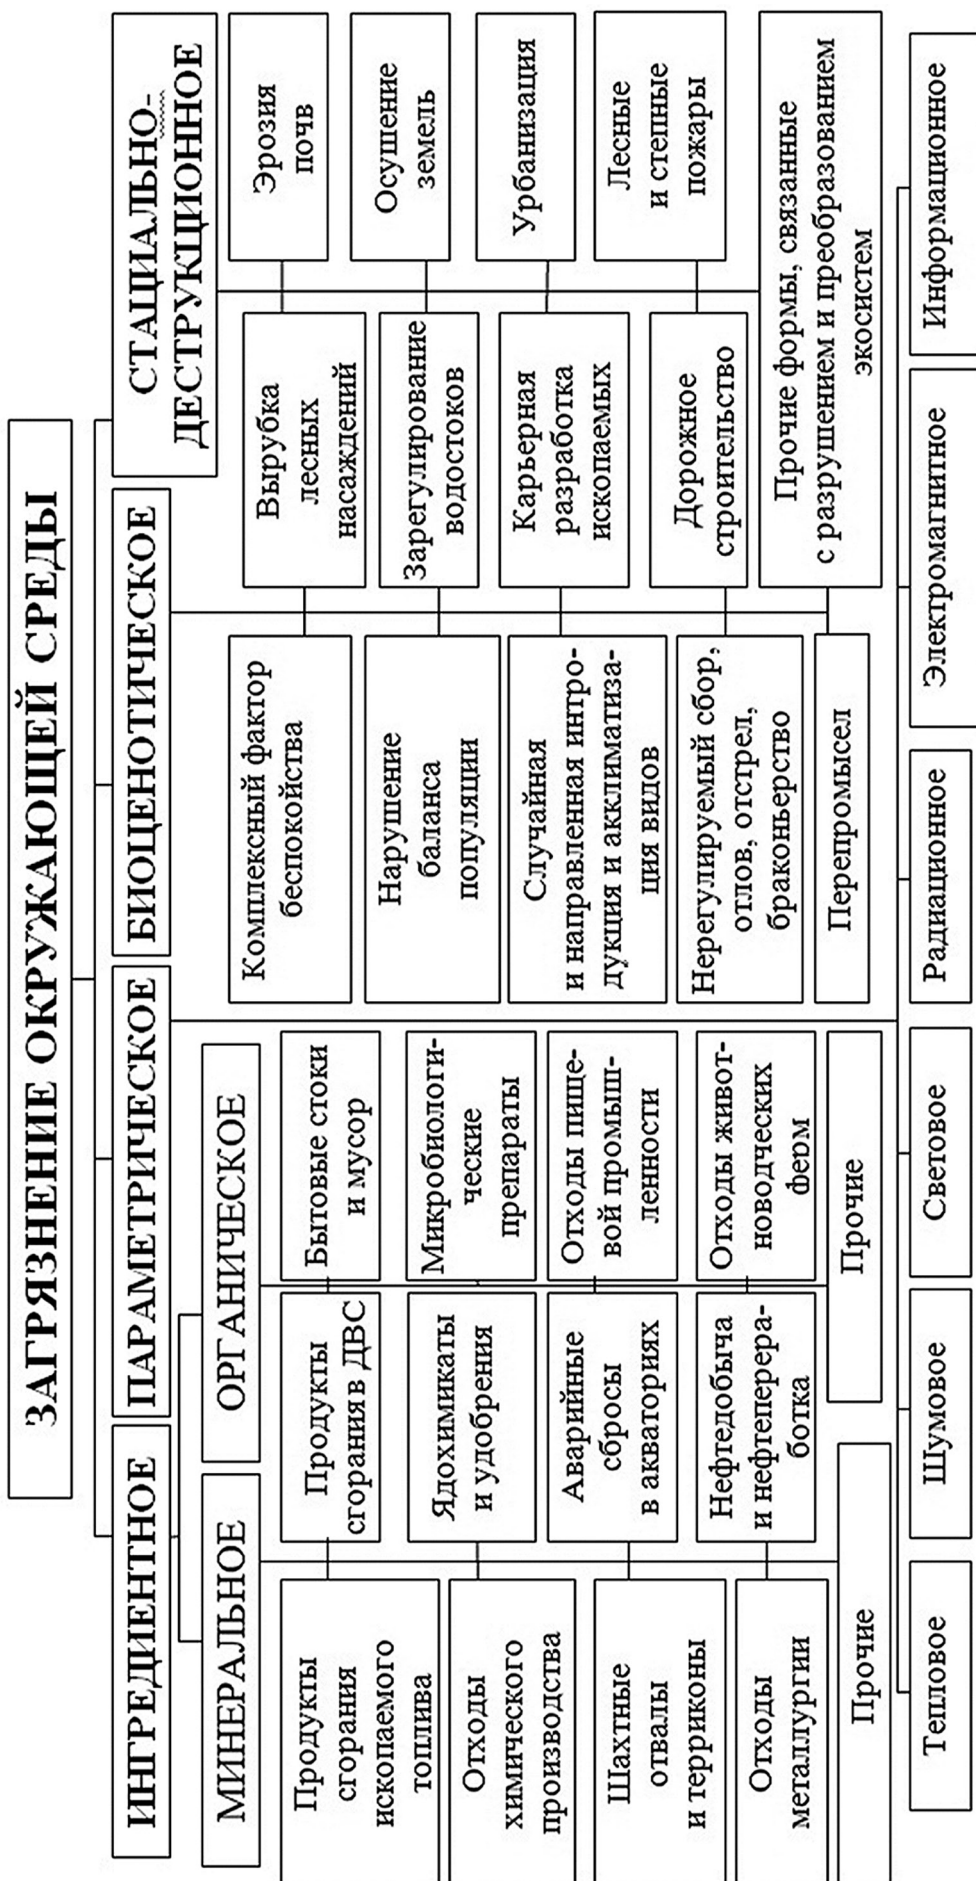 ЗАГРЯЗНЕНИЕ ОКРУЖАЮЩЕЙ СРЕДЫ
ИНГРЕДИЕНТНОЕ
ПАРАМЕТРИЧЕСКОЕ
БИОЦЕНОТИЧЕСКОЕ
СТАЦИАЛЬНО-
ДЕСТРУКЦИОННОЕ
МИНЕРАЛЬНОЕ
ОРГАНИЧЕСКОЕ
Продукты
сгорания
ископаемого
топлива
Отходы
химического
производства
Шахтные
отвалы
и терриконы
Отходы
металлургии
Прочие
Продукты
сгорания в ДВС
Ядохимикаты
и удобрения
Аварийные
сбросы
в акваториях
Нефтедобыча
и нефтеперера-
ботка
Бытовые стоки
и мусор
Микробиологи-
ческие
препараты
Отходы пище-
вой промыш-
ленности
Отходы живот-
новодческих
ферм
Прочие
Комплексный фактор
беспокойства
Нарушение
баланса
популяции
Случайная
и направленная интро-
дукция и акклиматиза-
ция видов
Нерегулируемый сбор,
отлов, отстрел,
браконьерство
Перепромысел
Вырубка
лесных
насаждений
Зарегулирование
водостоков
Карьерная
разработка
ископаемых
Дорожное
строительство
Эрозия
почв
Осушение
земель
Урбанизация
Лесные
и степные
пожары
Прочие формы, связанные
с разрушением и преобразованием
экосистем
Тепловое
Шумовое
Световое
Радиационное
Электромагнитное
Информационное